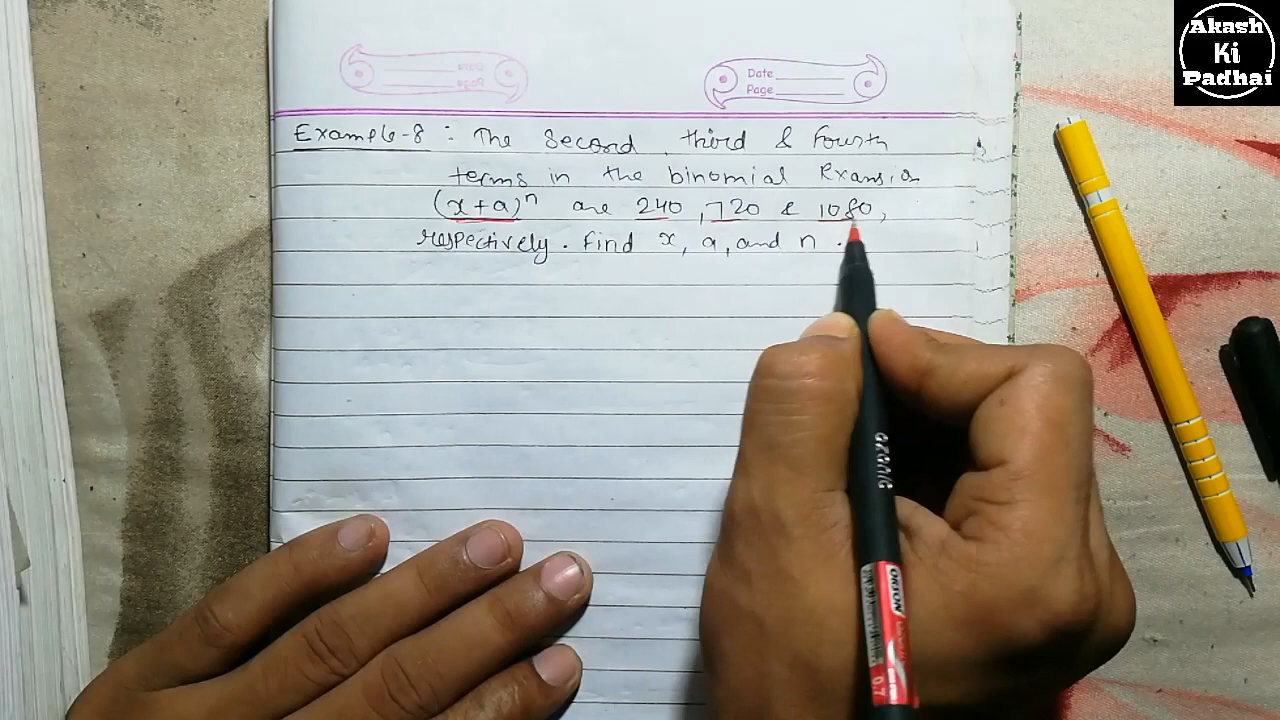 Akash
Ki
Padhai
Date
Page
Example-8 : The Second, third & fourth
terms in the binomial Exansion
(x+a)ⁿ are 240, 720 & 1080,
respectively. Find x, a, and n.